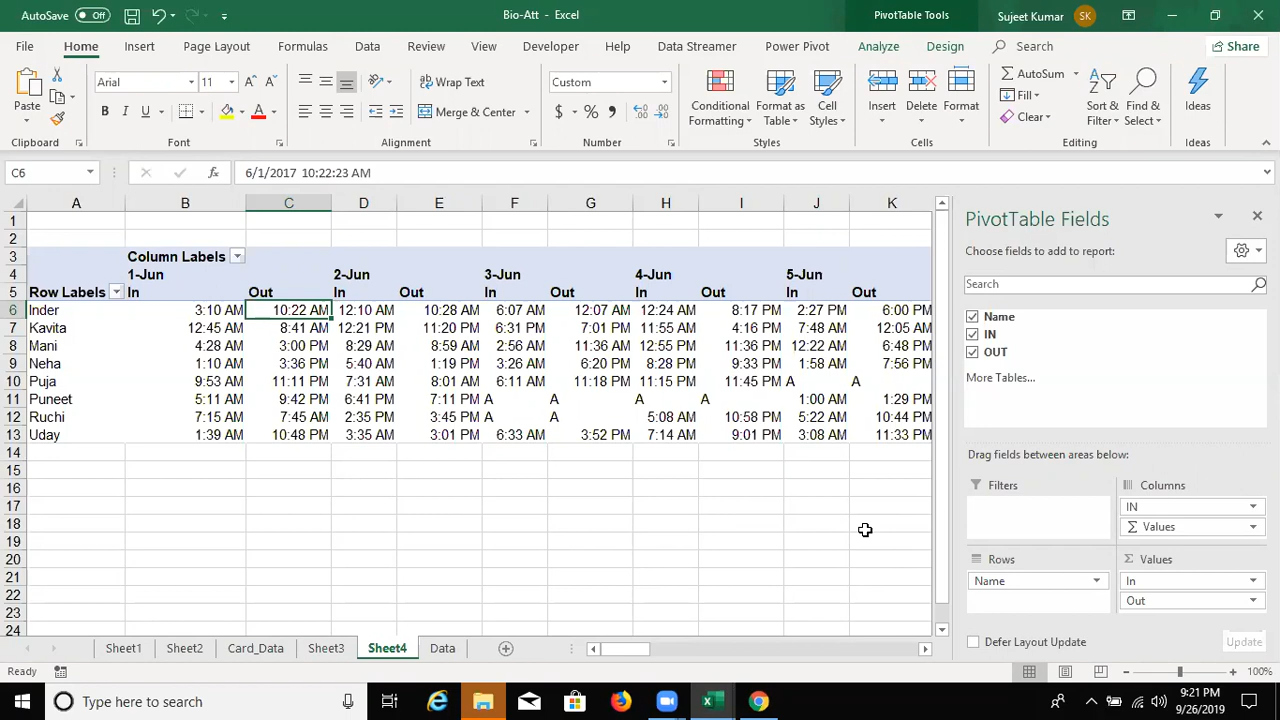 AutoSave Off Bio-Att - Excel PivotTable Tools Sujeet Kumar SK
File Home Insert Page Layout Formulas Data Review View Developer Help Data Streamer Power Pivot Analyze Design Search Share
Paste Arial 11 Wrap Text Custom Conditional Formatting Format as Table Cell Styles Insert Delete Format AutoSum Sort & Filter Find & Select Ideas
B I U A Merge & Center $ % Fill Clear
Clipboard Font Alignment Number Styles Cells Editing Ideas
C6 fx 6/1/2017 10:22:23 AM
A B C D E F G H I J K
1
2
3 Column Labels
4 1-Jun 2-Jun 3-Jun 4-Jun 5-Jun
5 Row Labels In Out In Out In Out In Out In Out
6 Inder 3:10 AM 10:22 AM 12:10 AM 10:28 AM 6:07 AM 12:07 AM 12:24 AM 8:17 PM 2:27 PM 6:00 PM
7 Kavita 12:45 AM 8:41 AM 12:21 PM 11:20 PM 6:31 PM 7:01 PM 11:55 AM 4:16 PM 7:48 AM 12:05 AM
8 Mani 4:28 AM 3:00 PM 8:29 AM 8:59 AM 2:56 AM 11:36 AM 12:55 PM 11:36 PM 12:22 AM 6:48 PM
9 Neha 1:10 AM 3:36 PM 5:40 AM 1:19 PM 3:26 AM 6:20 PM 8:28 PM 9:33 PM 1:58 AM 7:56 PM
10 Puja 9:53 AM 11:11 PM 7:31 AM 8:01 AM 6:11 AM 11:18 PM 11:15 PM 11:45 PM A A
11 Puneet 5:11 AM 9:42 PM 6:41 PM 7:11 PM A A A A 1:00 AM 1:29 PM
12 Ruchi 7:15 AM 7:45 AM 2:35 PM 3:45 PM A A 5:08 AM 10:58 PM 5:22 AM 10:44 PM
13 Uday 1:39 AM 10:48 PM 3:35 AM 3:01 PM 6:33 AM 3:52 PM 7:14 AM 9:01 PM 3:08 AM 11:33 PM
14
15
16
17
18
19
20
21
22
23
24
PivotTable Fields
Choose fields to add to report:
Search
Name
IN
OUT
More Tables...
Drag fields between areas below:
Filters Columns
IN
Σ Values
Rows Σ Values
Name In
Out
Defer Layout Update Update
Sheet1 Sheet2 Card_Data Sheet3 Sheet4 Data
Ready 100%
Type here to search
9:21 PM
9/26/2019